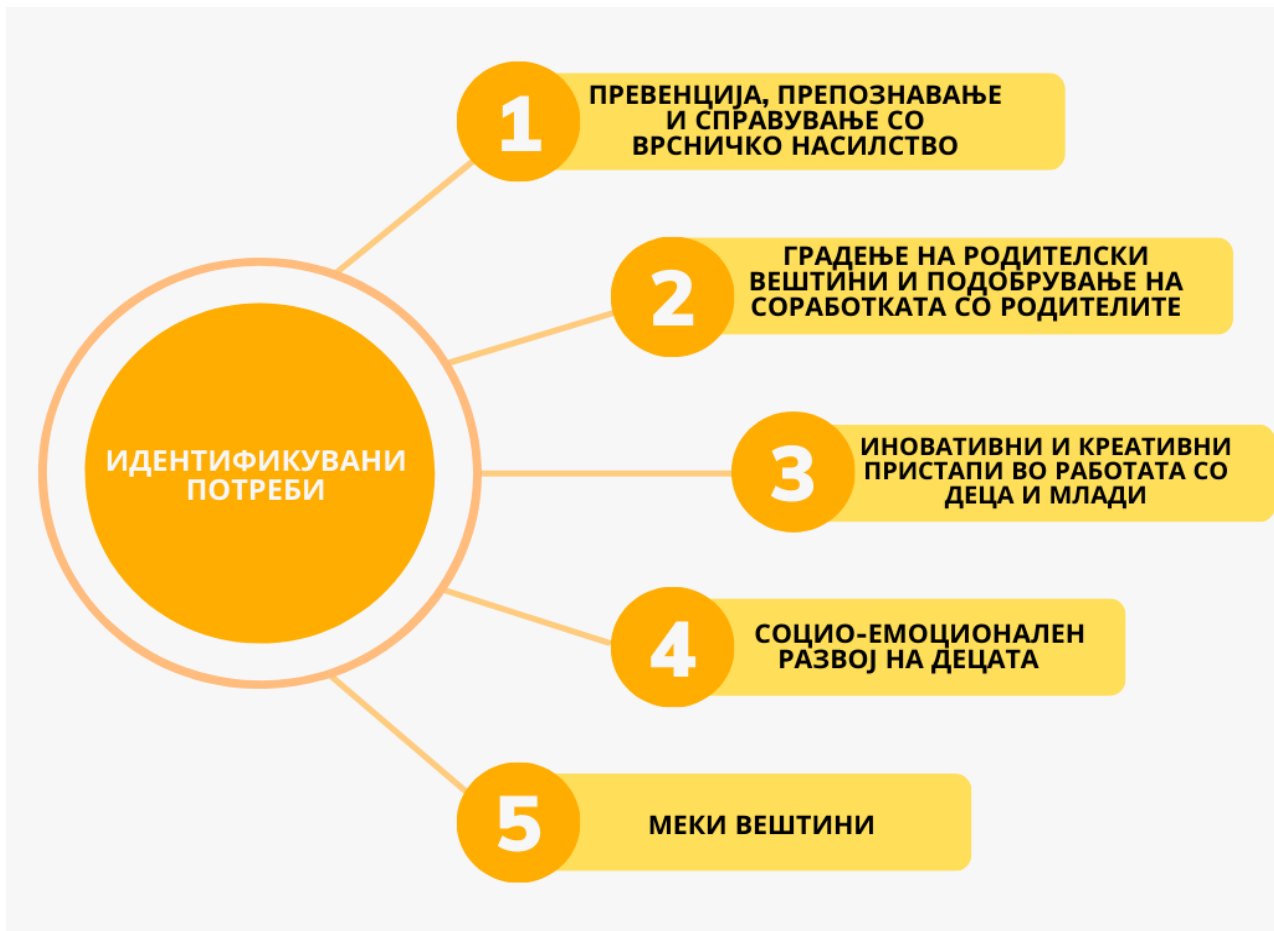 1
ПРЕВЕНЦИЈА, ПРЕПОЗНАВАЊЕ
И СПРАВУВАЊЕ СО
ВРСНИЧКО НАСИЛСТВО
2
ГРАДЕЊЕ НА РОДИТЕЛСКИ
ВЕШТИНИ И ПОДОБРУВАЊЕ НА
СОРАБОТКАТА СО РОДИТЕЛИТЕ
ИДЕНТИФИКУВАНИ
ПОТРЕБИ
3
ИНОВАТИВНИ И КРЕАТИВНИ
ПРИСТАПИ ВО РАБОТАТА СО
ДЕЦА И МЛАДИ
4
СОЦИО-ЕМОЦИОНАЛЕН
РАЗВОЈ НА ДЕЦАТА
5
МЕКИ ВЕШТИНИ